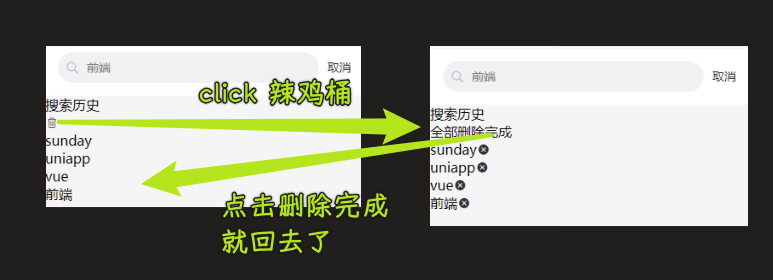 前端 取消
搜索历史
sunday
uniapp
vue
前端
click 辣鸡桶
前端 取消
搜索历史
全部删除完成
sunday
uniapp
vue
前端
点击删除完成
就回去了